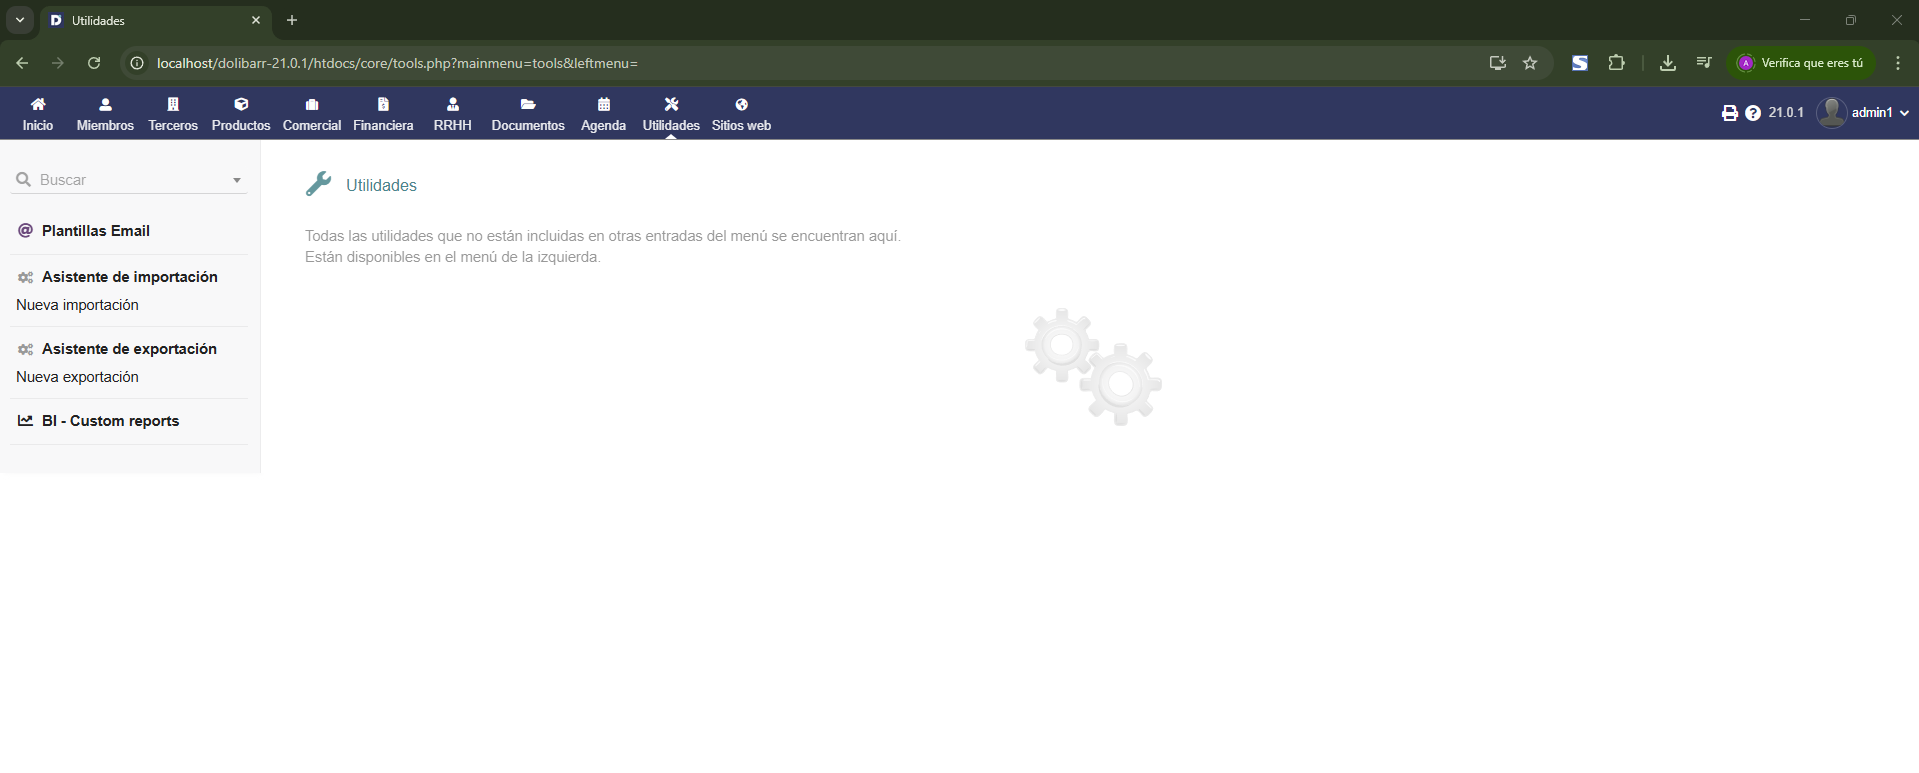 Utilidades
localhost/dolibarr-21.0.1/htdocs/core/tools.php?mainmenu=tools&leftmenu=
A Verifica que eres tú
Inicio Miembros Terceros Productos Comercial Financiera RRHH Documentos Agenda Utilidades Sitios web
21.0.1 admin1
Buscar
@ Plantillas Email
Asistente de importación
Nueva importación
Asistente de exportación
Nueva exportación
BI - Custom reports
Utilidades
Todas las utilidades que no están incluidas en otras entradas del menú se encuentran aquí.
Están disponibles en el menú de la izquierda.